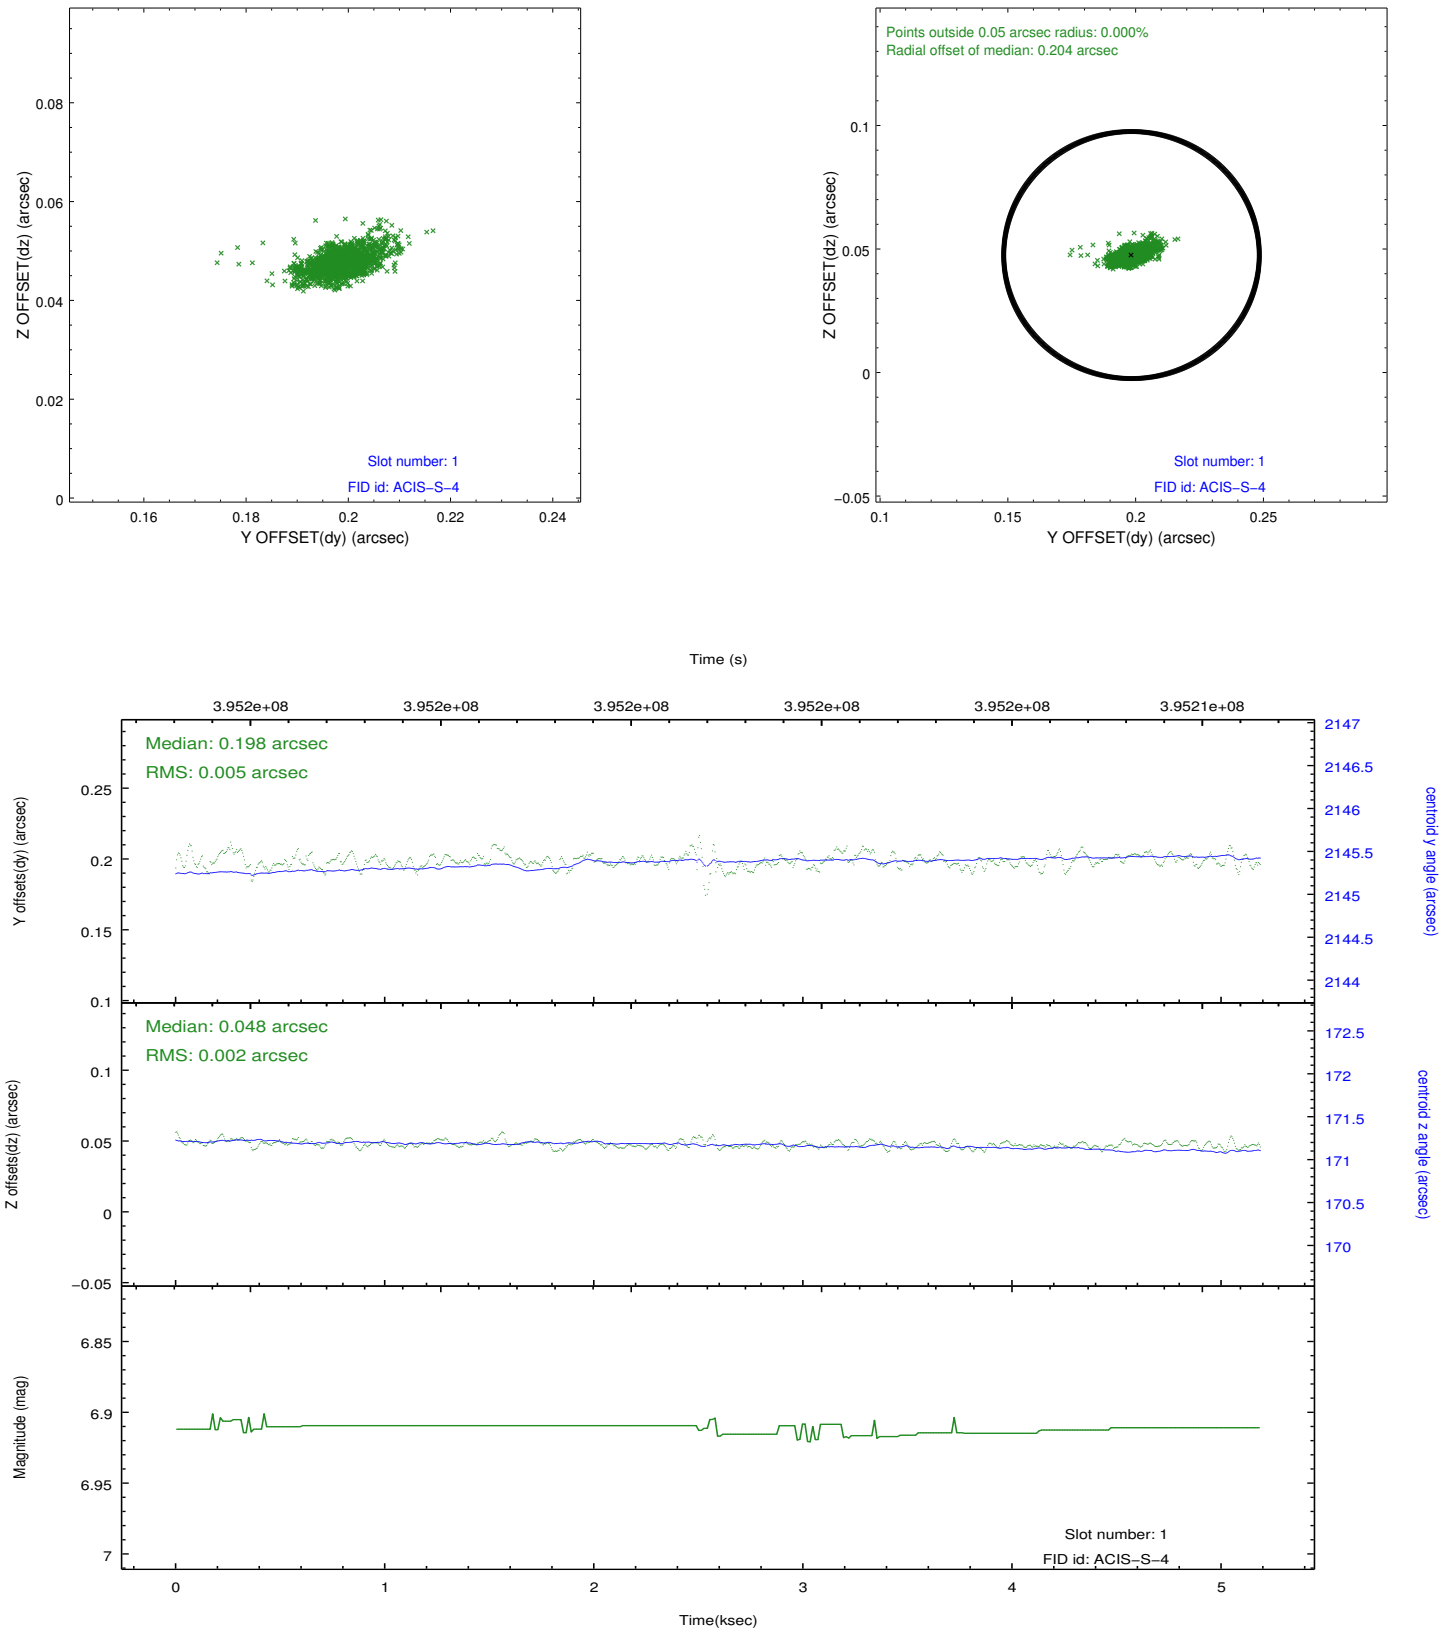 0.08
0.06
0.04
0.02
0
Z OFFSET(dz) (arcsec)
Slot number: 1
FID id: ACIS−S−4
0.16 0.18 0.2 0.22 0.24
Y OFFSET(dy) (arcsec)
Points outside 0.05 arcsec radius: 0.000%
Radial offset of median: 0.204 arcsec
0.1
0.05
0
−0.05
Z OFFSET(dz) (arcsec)
Slot number: 1
FID id: ACIS−S−4
0.1 0.15 0.2 0.25
Y OFFSET(dy) (arcsec)
Time (s)
3.952e+08 3.952e+08 3.952e+08 3.952e+08 3.952e+08 3.9521e+08
Median: 0.198 arcsec
RMS: 0.005 arcsec
0.25
0.2
0.15
0.1
Y offsets(dy) (arcsec)
2147
2146.5
2146
2145.5
2145
2144.5
2144
centroid y angle (arcsec)
Median: 0.048 arcsec
RMS: 0.002 arcsec
0.1
0.05
0
−0.05
Z offsets(dz) (arcsec)
172.5
172
171.5
171
170.5
170
centroid z angle (arcsec)
6.85
6.9
6.95
7
Magnitude (mag)
Slot number: 1
FID id: ACIS−S−4
0 1 2 3 4 5
Time(ksec)